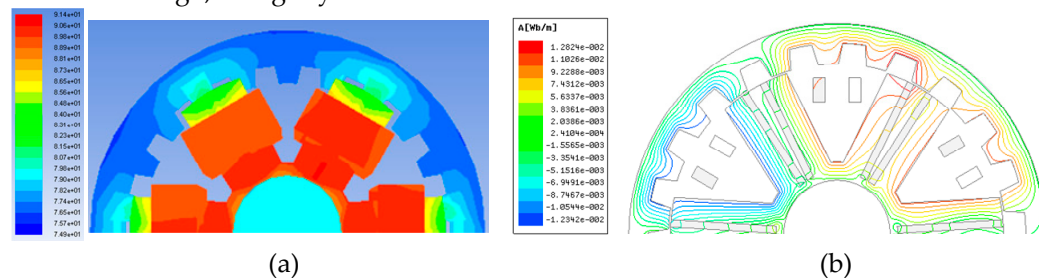 9.14e+01
9.06e+01
8.98e+01
8.89e+01
8.81e+01
8.73e+01
8.65e+01
8.56e+01
8.48e+01
8.40e+01
8.31e+01
8.23e+01
8.15e+01
8.07e+01
7.98e+01
7.90e+01
7.82e+01
7.74e+01
7.65e+01
7.57e+01
7.49e+01
(a)
A[Wb/m]
1.2824e-002
1.1026e-002
9.2288e-003
7.4312e-003
5.6337e-003
3.8361e-003
2.0386e-003
2.4104e-004
-1.5565e-003
-3.3541e-003
-5.1516e-003
-6.9491e-003
-8.7467e-003
-1.0544e-002
-1.2342e-002
(b)